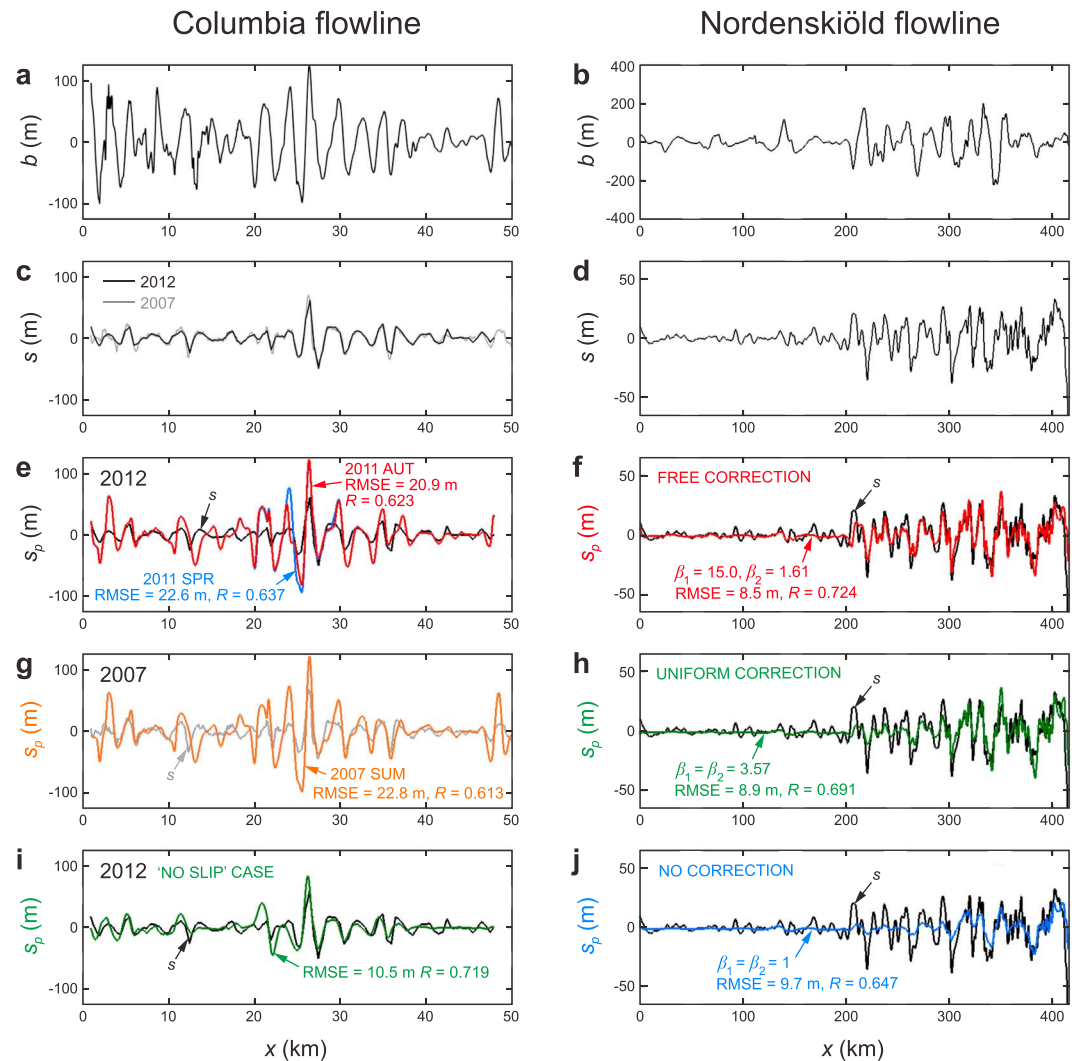 Columbia flowline
Nordenskiöld flowline
a
b (m)
100
0
-100
0 10 20 30 40 50
b
b (m)
400
200
0
-200
-400
0 100 200 300 400
c
s (m)
100
0
-100
2012
2007
0 10 20 30 40 50
d
s (m)
50
0
-50
0 100 200 300 400
e
sₚ (m)
100
0
-100
2012
s
2011 AUT
RMSE = 20.9 m
R = 0.623
2011 SPR
RMSE = 22.6 m, R = 0.637
0 10 20 30 40 50
f
sₚ (m)
50
0
-50
FREE CORRECTION
s
β₁ = 15.0, β₂ = 1.61
RMSE = 8.5 m, R = 0.724
0 100 200 300 400
g
sₚ (m)
100
0
-100
2007
s
2007 SUM
RMSE = 22.8 m, R = 0.613
0 10 20 30 40 50
h
sₚ (m)
50
0
-50
UNIFORM CORRECTION
s
β₁ = β₂ = 3.57
RMSE = 8.9 m, R = 0.691
0 100 200 300 400
i
sₚ (m)
100
0
-100
2012 ‘NO SLIP’ CASE
s
RMSE = 10.5 m R = 0.719
0 10 20 30 40 50
x (km)
j
sₚ (m)
50
0
-50
NO CORRECTION
s
β₁ = β₂ = 1
RMSE = 9.7 m, R = 0.647
0 100 200 300 400
x (km)